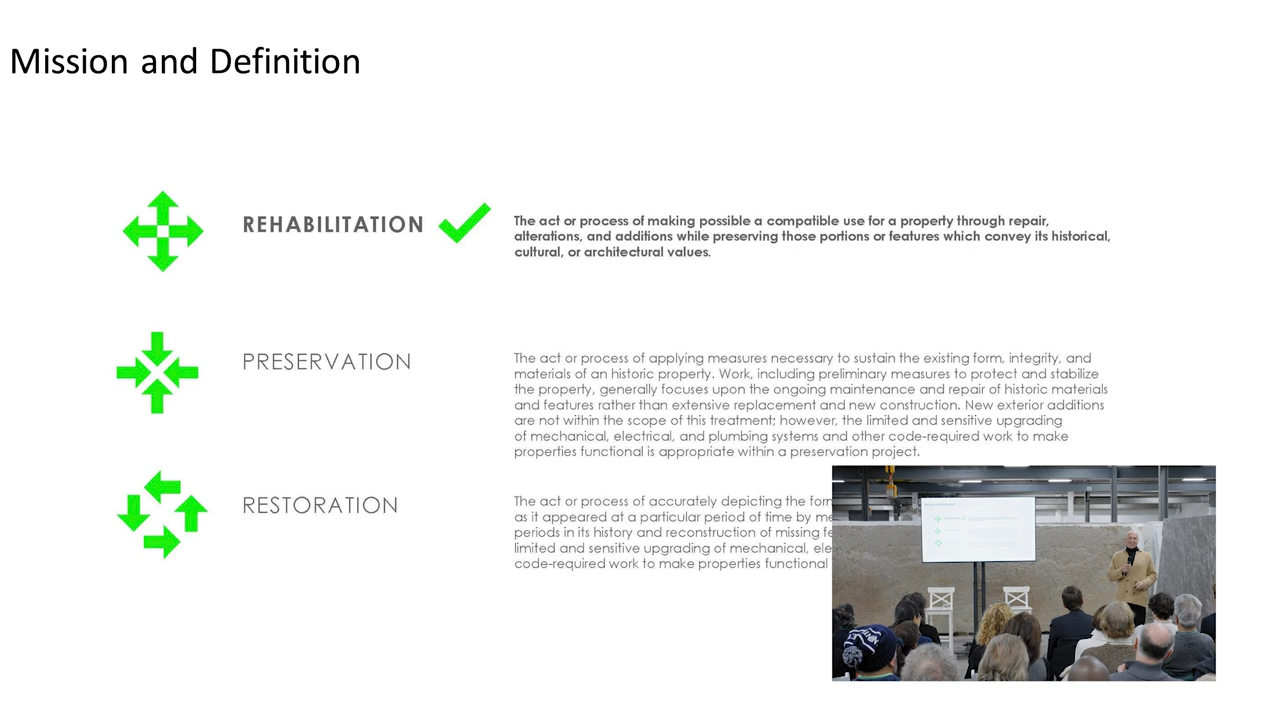 Mission and Definition
REHABILITATION
The act or process of making possible a compatible use for a property through repair,
alterations, and additions while preserving those portions or features which convey its historical,
cultural, or architectural values.
PRESERVATION
The act or process of applying measures necessary to sustain the existing form, integrity, and
materials of an historic property. Work, including preliminary measures to protect and stabilize
the property, generally focuses upon the ongoing maintenance and repair of historic materials
and features rather than extensive replacement and new construction. New exterior additions
are not within the scope of this treatment; however, the limited and sensitive upgrading
of mechanical, electrical, and plumbing systems and other code-required work to make
properties functional is appropriate within a preservation project.
RESTORATION
The act or process of accurately depicting the
as it appeared at a particular period of time by
periods in its history and reconstruction of missing
limited and sensitive upgrading of mechanical,
code-required work to make properties functional